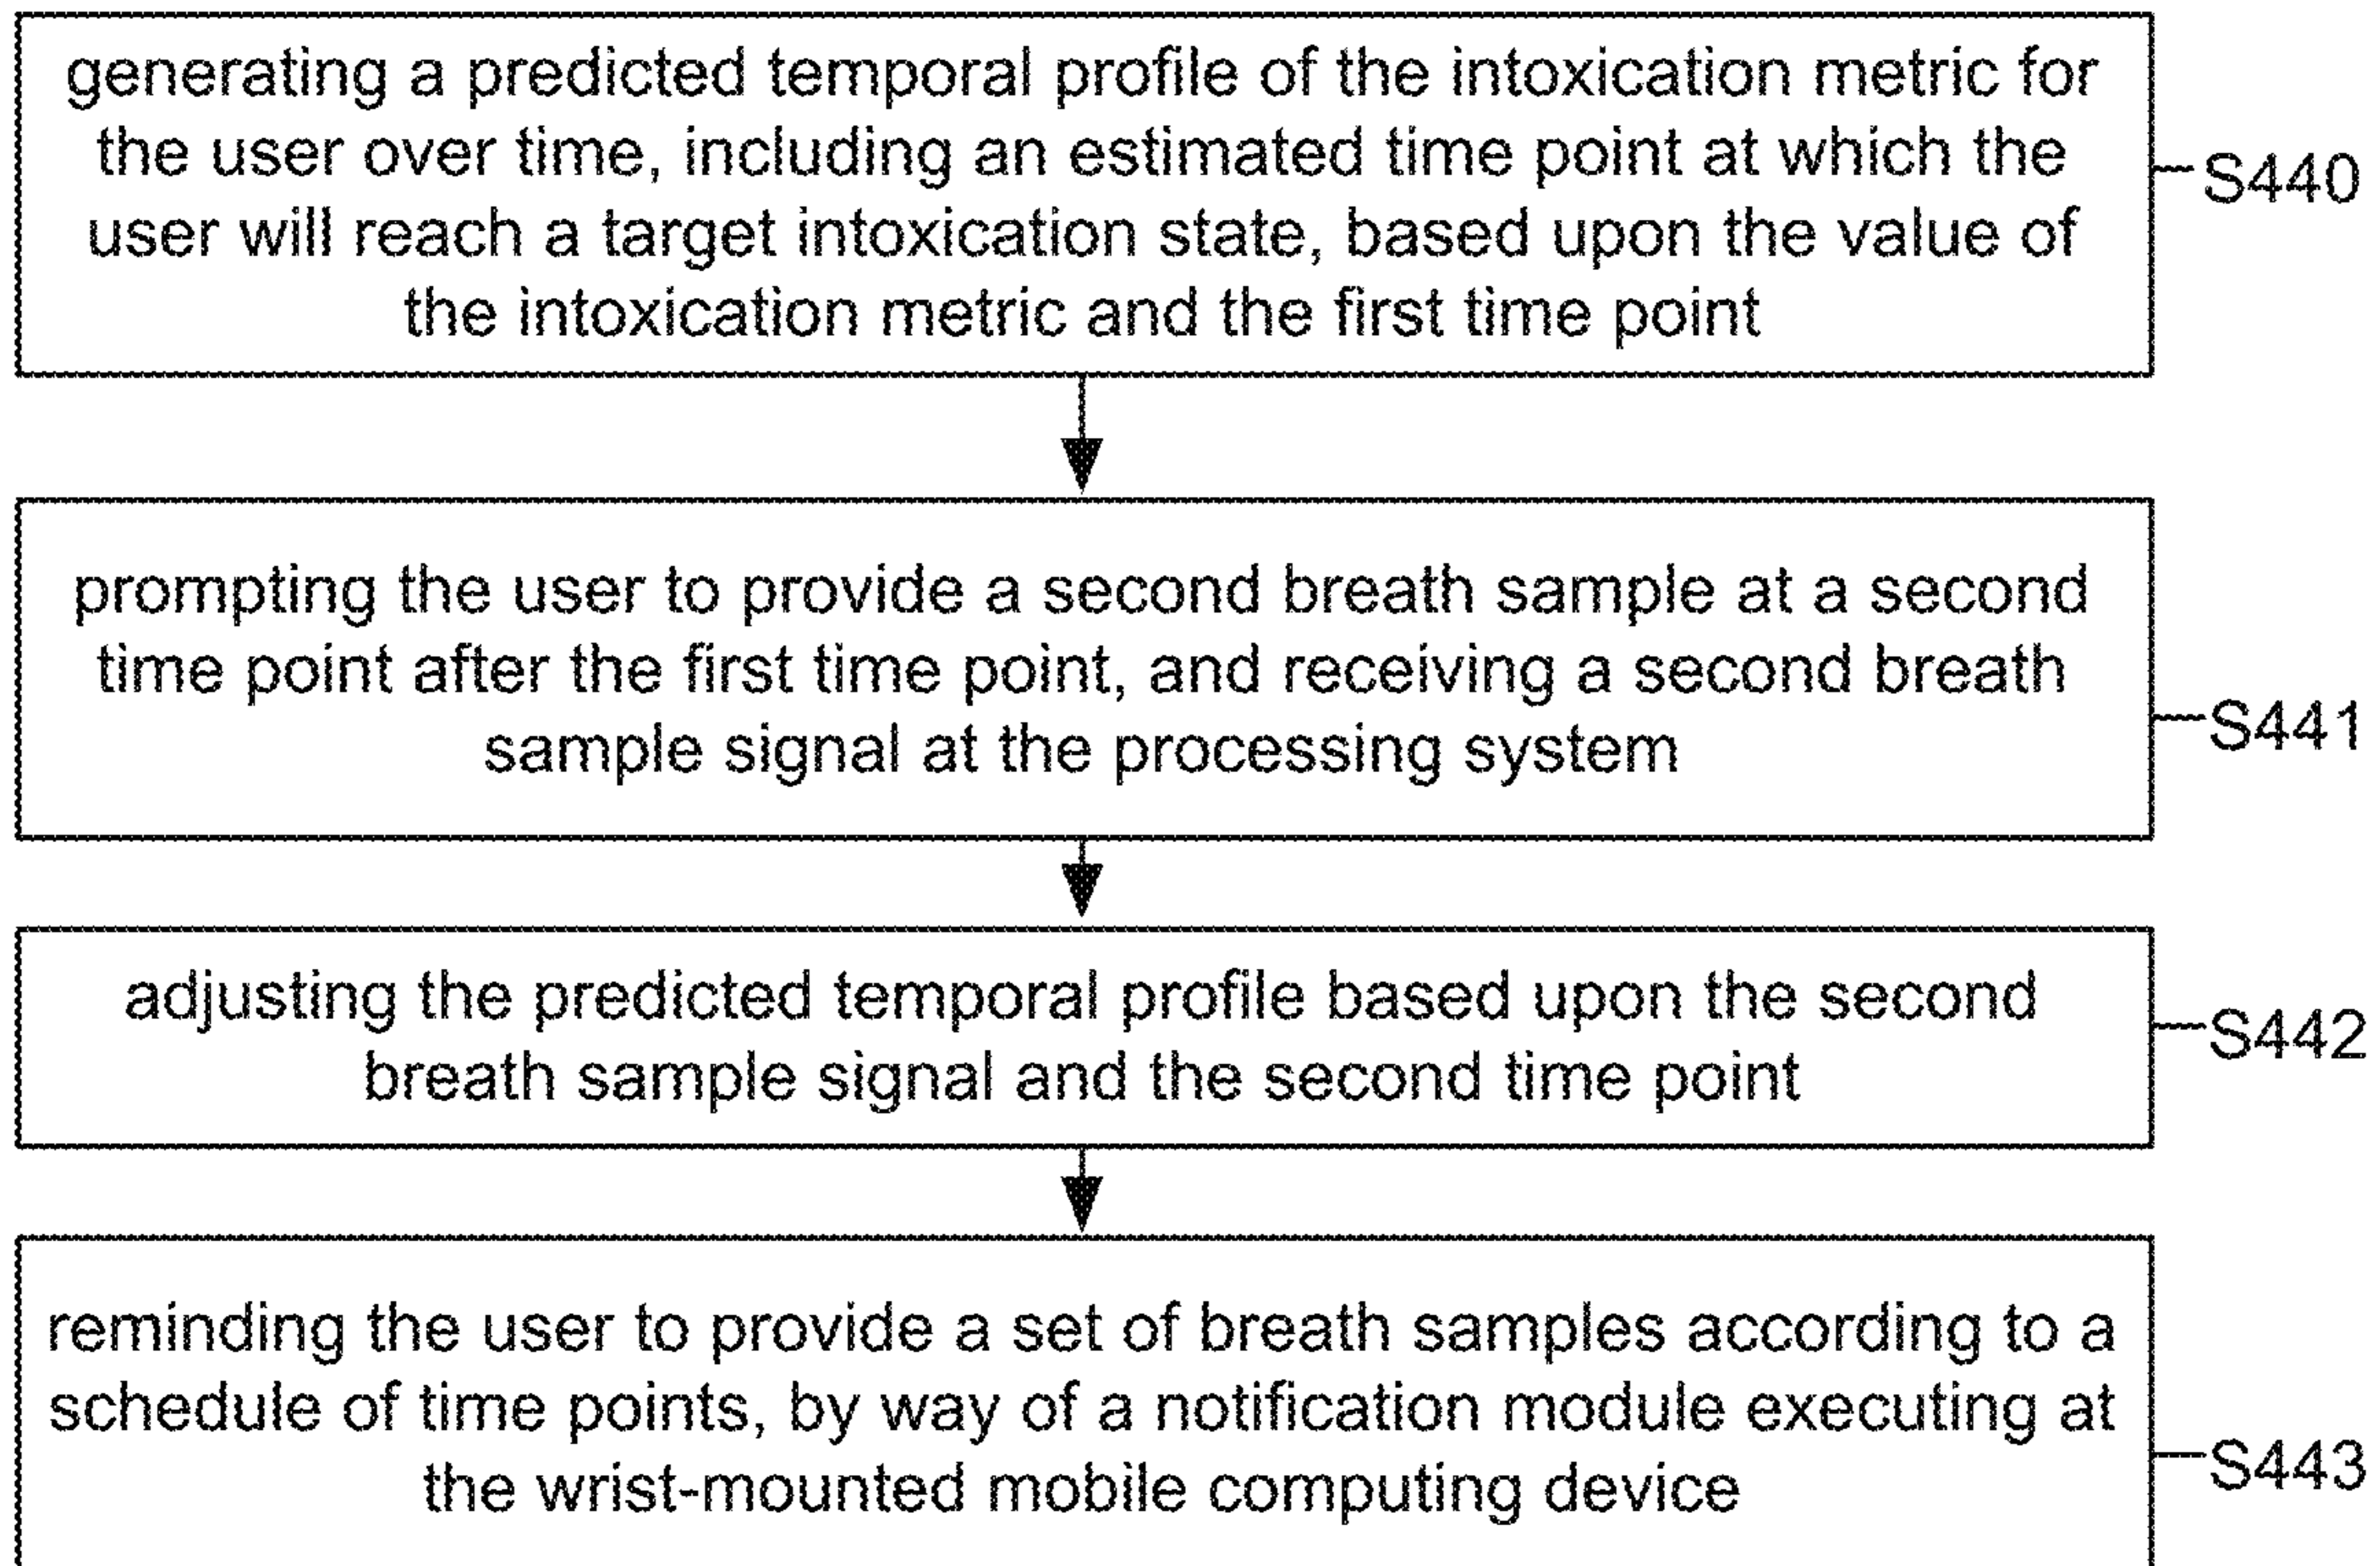 generating a predicted temporal profile of the intoxication metric for
the user over time, including an estimated time point at which the
user will reach a target intoxication state, based upon the value of
the intoxication metric and the first time point
S440
prompting the user to provide a second breath sample at a second
time point after the first time point, and receiving a second breath
sample signal at the processing system
S441
adjusting the predicted temporal profile based upon the second
breath sample signal and the second time point
S442
reminding the user to provide a set of breath samples according to a
schedule of time points, by way of a notification module executing at
the wrist-mounted mobile computing device
S443